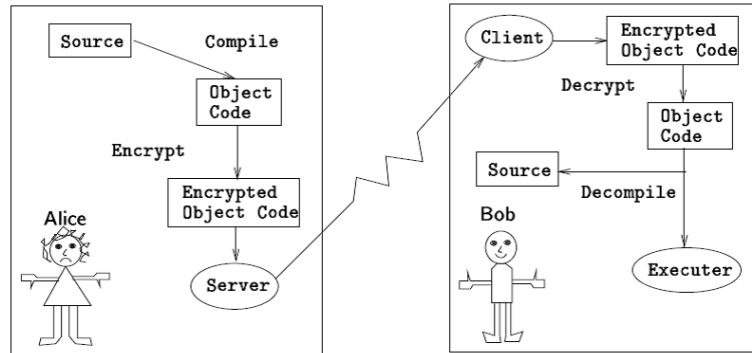 Source
Compile
Object
Code
Encrypt
Encrypted
Object Code
Alice
Server
Client
Encrypted
Object Code
Decrypt
Object
Code
Source
Decompile
Bob
Executer